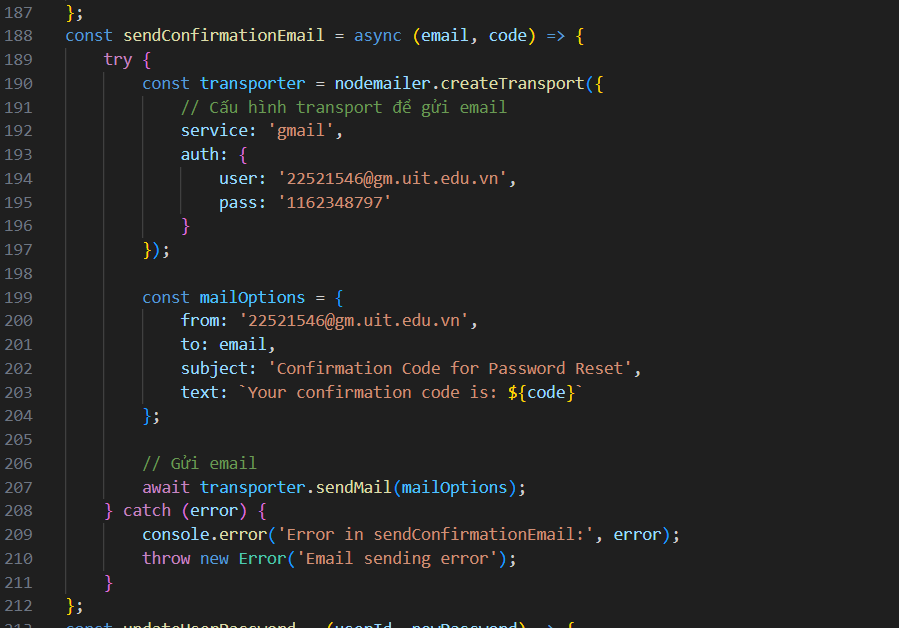 187 };
188 const sendConfirmationEmail = async (email, code) => {
189 try {
190 const transporter = nodemailer.createTransport({
191 // Cấu hình transport để gửi email
192 service: 'gmail',
193 auth: {
194 user: '22521546@gm.uit.edu.vn',
195 pass: '1162348797'
196 }
197 });
198
199 const mailOptions = {
200 from: '22521546@gm.uit.edu.vn',
201 to: email,
202 subject: 'Confirmation Code for Password Reset',
203 text: `Your confirmation code is: ${code}`
204 };
205
206 // Gửi email
207 await transporter.sendMail(mailOptions);
208 } catch (error) {
209 console.error('Error in sendConfirmationEmail:', error);
210 throw new Error('Email sending error');
211 }
212 };
213 const updateUserPassword = (userId, newPassword) => {